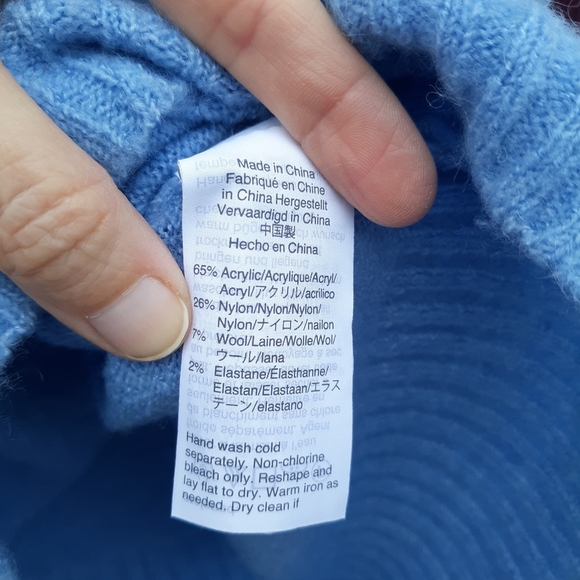 Made in China
Fabriqué en Chine
in China Hergestellt
Vervaardigd in China
中国製
Hecho en China
65% Acrylic/Acrylique/Acryl/
Acryl/アクリル/acrílico
26% Nylon/Nylon/Nylon/
Nylon/ナイロン/nailon
7% Wool/Laine/Wolle/Wol/
ウール/lana
2% Elastane/Élasthanne/
Elastan/Elastaan/エラス
テーン/elastano
Hand wash cold
separately. Non-chlorine
bleach only. Reshape and
lay flat to dry. Warm iron as
needed. Dry clean if